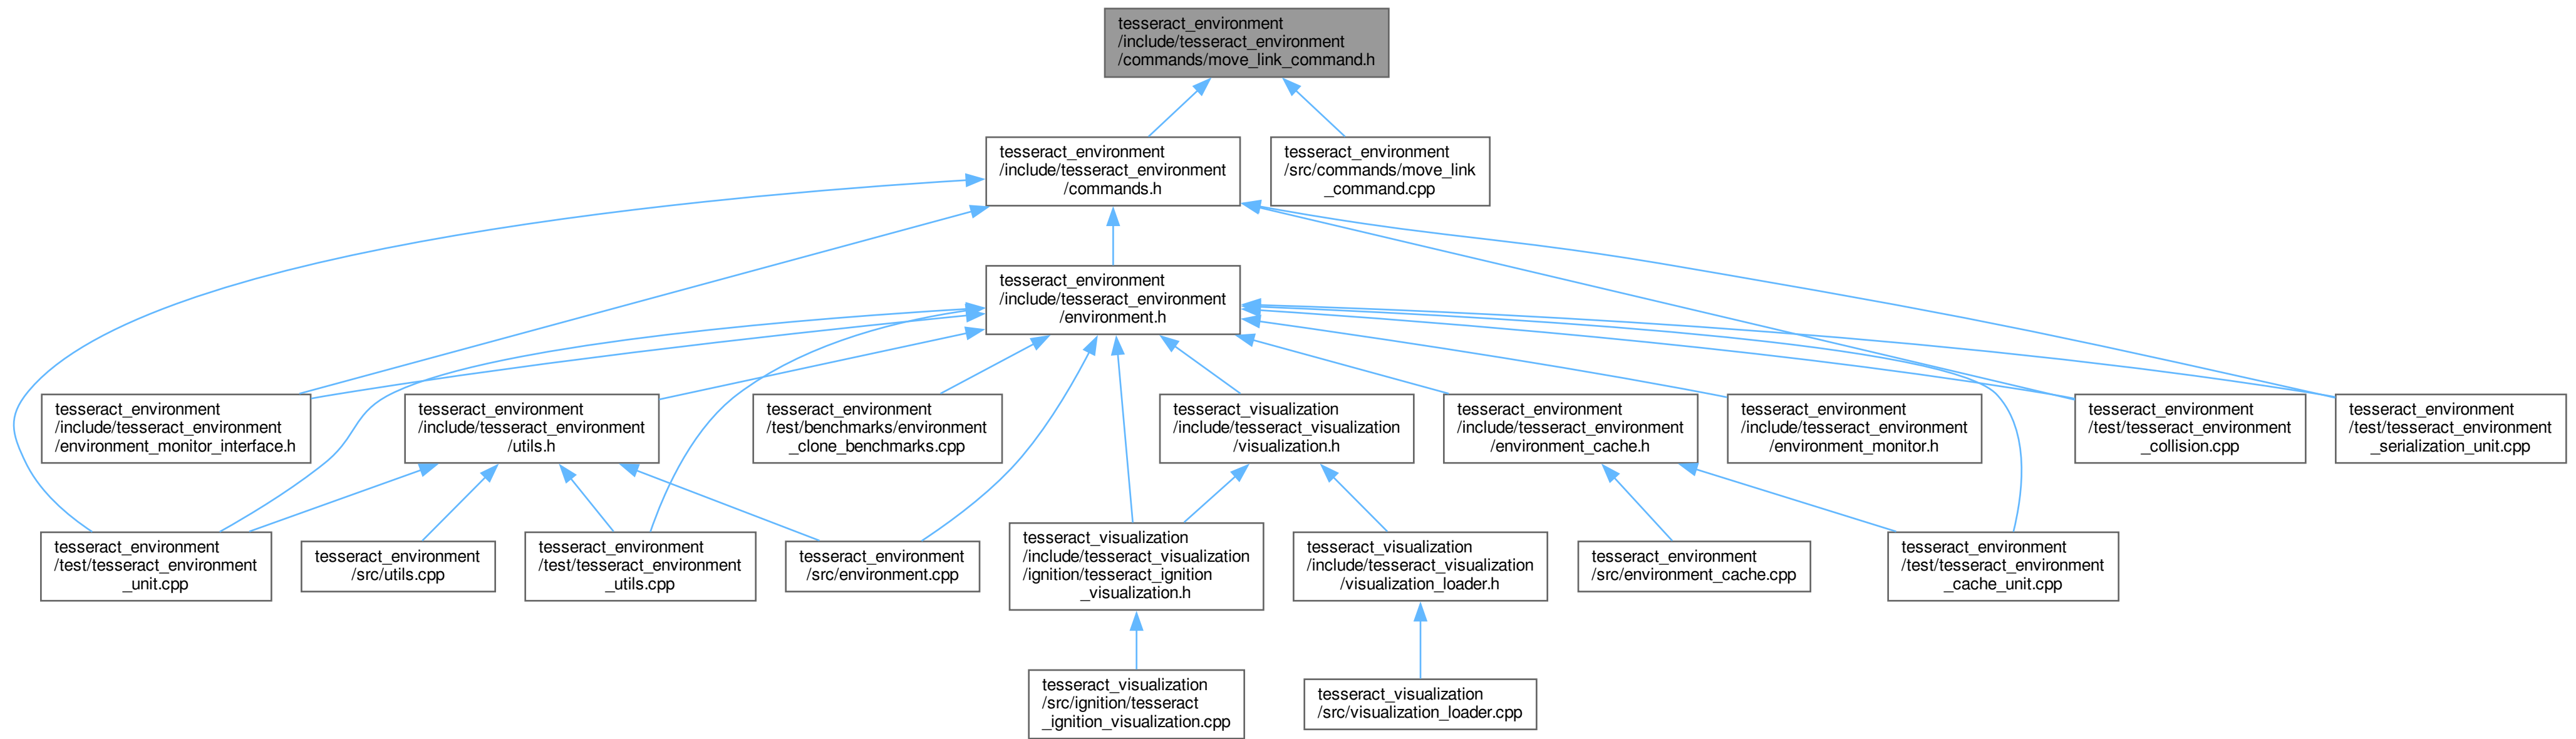 tesseract_environment
/include/tesseract_environment
/commands/move_link_command.h
tesseract_environment
/include/tesseract_environment
/commands.h
tesseract_environment
/src/commands/move_link
_command.cpp
tesseract_environment
/include/tesseract_environment
/environment.h
tesseract_environment
/include/tesseract_environment
/environment_monitor_interface.h
tesseract_environment
/include/tesseract_environment
/utils.h
tesseract_environment
/test/benchmarks/environment
_clone_benchmarks.cpp
tesseract_visualization
/include/tesseract_visualization
/visualization.h
tesseract_environment
/include/tesseract_environment
/environment_cache.h
tesseract_environment
/include/tesseract_environment
/environment_monitor.h
tesseract_environment
/test/tesseract_environment
_collision.cpp
tesseract_environment
/test/tesseract_environment
_serialization_unit.cpp
tesseract_environment
/test/tesseract_environment
_unit.cpp
tesseract_environment
/src/utils.cpp
tesseract_environment
/test/tesseract_environment
_utils.cpp
tesseract_environment
/src/environment.cpp
tesseract_visualization
/include/tesseract_visualization
/ignition/tesseract_ignition
_visualization.h
tesseract_visualization
/include/tesseract_visualization
/visualization_loader.h
tesseract_environment
/src/environment_cache.cpp
tesseract_environment
/test/tesseract_environment
_cache_unit.cpp
tesseract_visualization
/src/ignition/tesseract
_ignition_visualization.cpp
tesseract_visualization
/src/visualization_loader.cpp